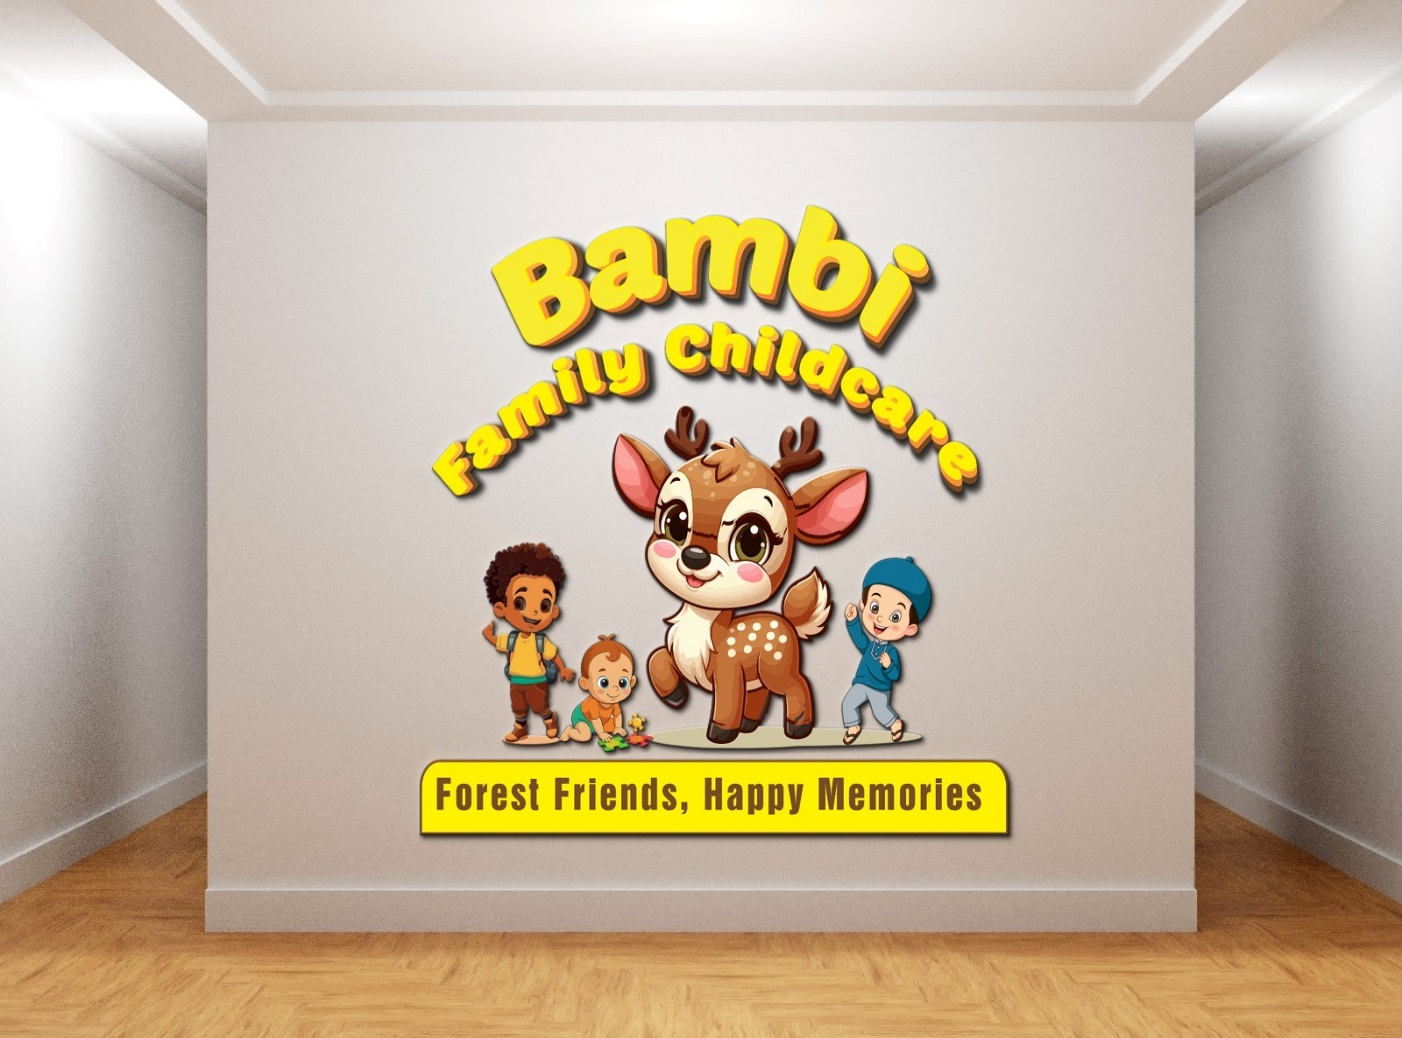 Bambi
Family Childcare
Forest Friends, Happy Memories